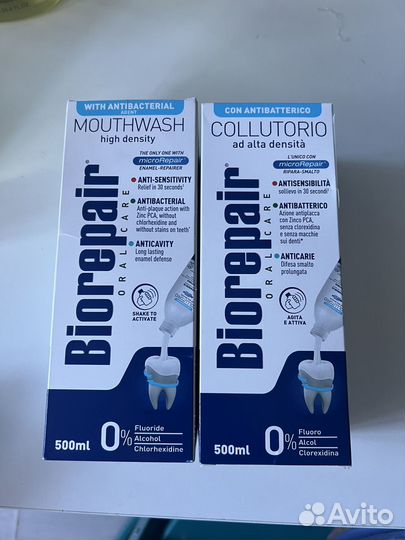 WITH ANTIBACTERIAL
AGENT
MOUTHWASH
high density
THE ONLY ONE WITH
microRepair®
ENAMEL-REPAIRER
ANTI-SENSITIVITY
Relief in 30 seconds
ANTIBACTERIAL
Anti-plaque action with
Zinc PCA, without
chlorhexidine and
without stains on teeth*
ANTICAVITY
Long lasting
enamel defense
SHAKE TO
ACTIVATE
Biorepair®
ORAL CARE
500ml
0%
Fluoride
Alcohol
Chlorhexidine
CON ANTIBATTERICO
COLLUTORIO
ad alta densità
L'UNICO CON
microRepair®
RIPARA-SMALTO
ANTISENSIBILITÀ
sollievo in 30 secondi
ANTIBATTERICO
Azione antiplacca
con Zinco PCA,
senza clorexidina
e senza macchie
sui denti*
ANTICARIE
Difesa smalto
prolungata
AGITA
E ATTIVA
Biorepair®
ORAL CARE
500ml
0%
Fluoro
Alcol
Clorexidina
Avito